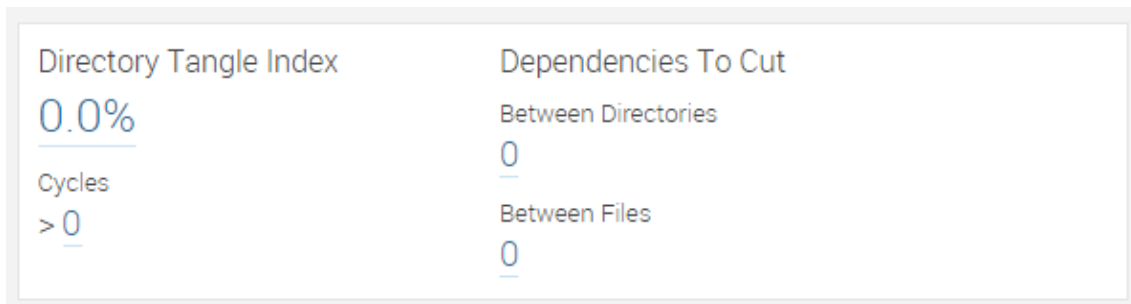 Directory Tangle Index
0.0%
Cycles
> 0
Dependencies To Cut
Between Directories
0
Between Files
0